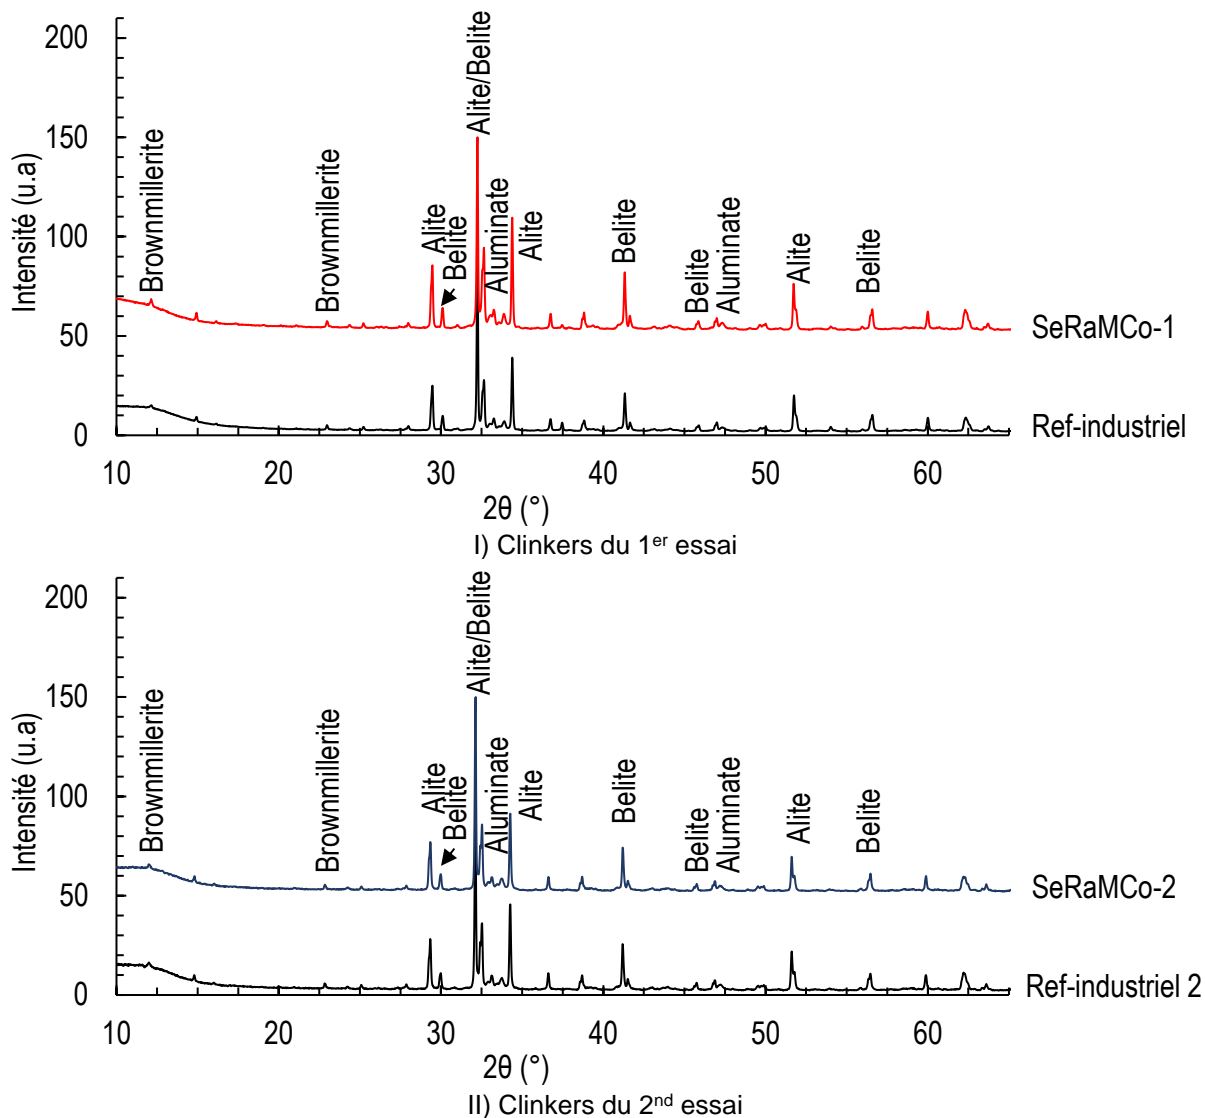 200
150
100
50
0
Intensité (u.a)
Brownmillerite
Brownmillerite
Alite
Belite
Alite/Belite
Aluminate
Alite
Belite
Belite
Aluminate
Alite
Belite
SeRaMCo-1
Ref-industriel
10 20 30 40 50 60
2θ (°)
I) Clinkers du 1er essai
200
150
100
50
0
Intensité (u.a)
Brownmillerite
Brownmillerite
Alite
Belite
Alite/Belite
Aluminate
Alite
Belite
Belite
Aluminate
Alite
Belite
SeRaMCo-2
Ref-industriel 2
10 20 30 40 50 60
2θ (°)
II) Clinkers du 2nd essai